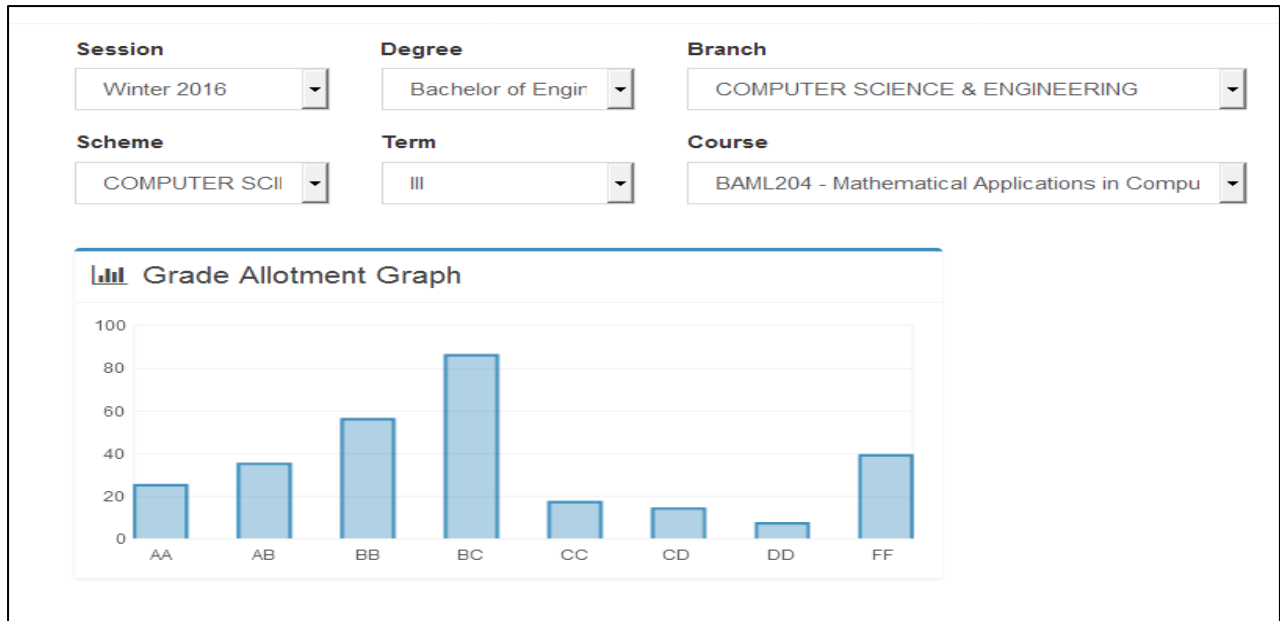 Session Degree Branch
Winter 2016 Bachelor of Engir COMPUTER SCIENCE & ENGINEERING
Scheme Term Course
COMPUTER SCII III BAML204 - Mathematical Applications in Compu
Grade Allotment Graph
100
80
60
40
20
0
AA AB BB BC CC CD DD FF